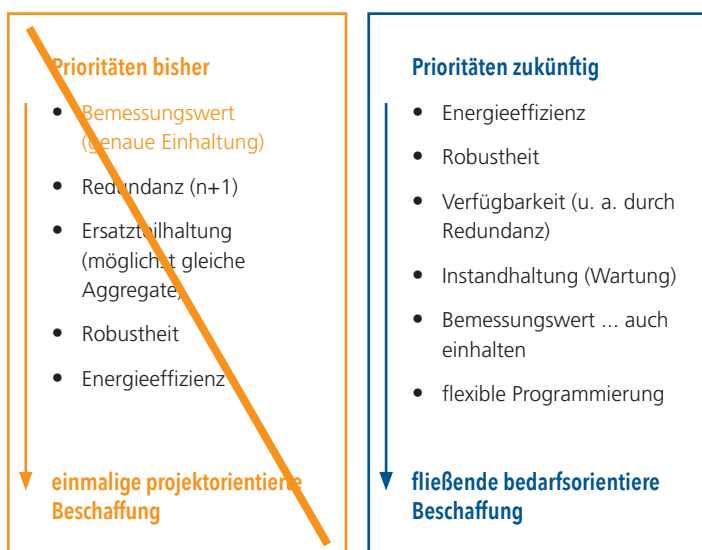 Prioritäten bisher
• Bemessungswert
(genaue Einhaltung)
• Redundanz (n+1)
• Ersatzteilhaltung
(möglichst gleiche
Aggregate)
• Robustheit
• Energieeffizienz
einmalige projektorientierte
Beschaffung
Prioritäten zukünftig
• Energieeffizienz
• Robustheit
• Verfügbarkeit (u. a. durch
Redundanz)
• Instandhaltung (Wartung)
• Bemessungswert ... auch
einhalten
• flexible Programmierung
fließende bedarfsorientiere
Beschaffung